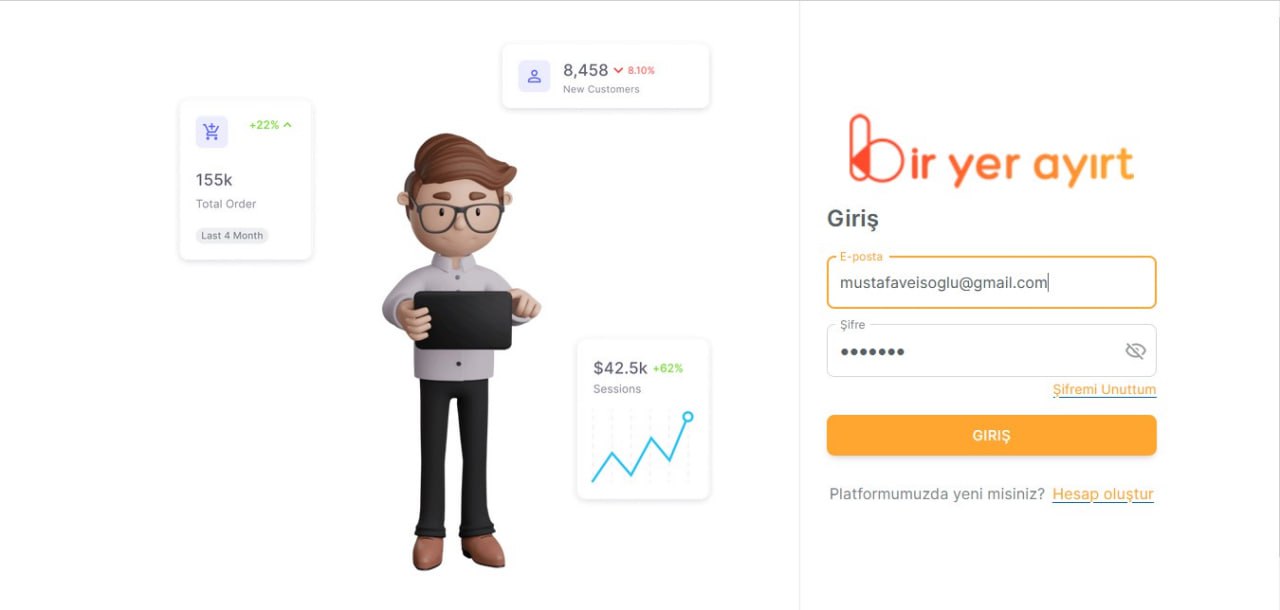 8,458 8.10%
New Customers
+22%
155k
Total Order
Last 4 Month
$42.5k +62%
Sessions
bir yer ayırt
Giriş
E-posta
mustafaveisoglu@gmail.com
Şifre
•••••••
Şifremi Unuttum
GIRIŞ
Platformumuzda yeni misiniz? Hesap oluştur